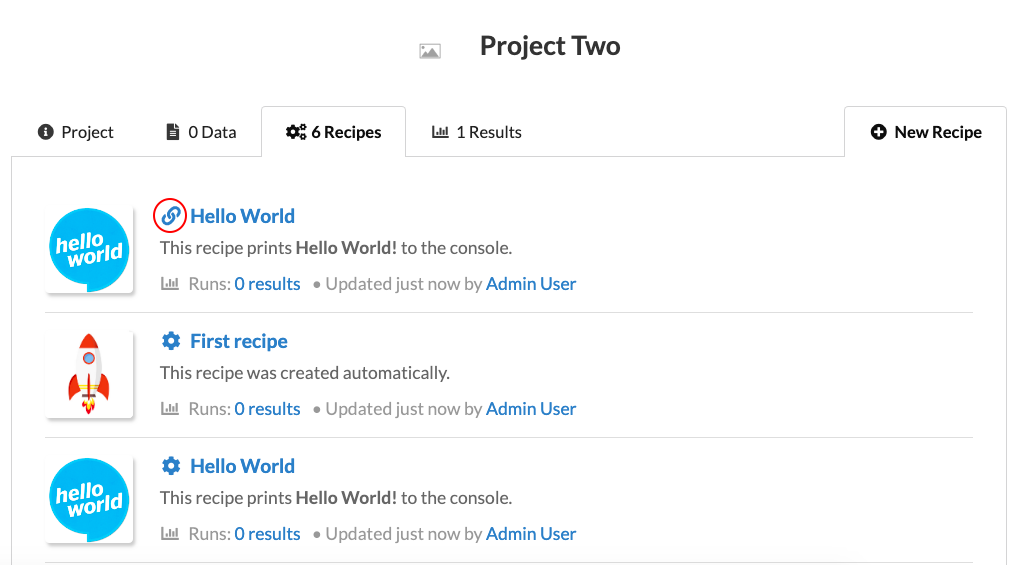 Project Two
Project 0 Data 6 Recipes 1 Results New Recipe
hello world
Hello World
This recipe prints Hello World! to the console.
Runs: 0 results • Updated just now by Admin User
First recipe
This recipe was created automatically.
Runs: 0 results • Updated just now by Admin User
hello world
Hello World
This recipe prints Hello World! to the console.
Runs: 0 results • Updated just now by Admin User